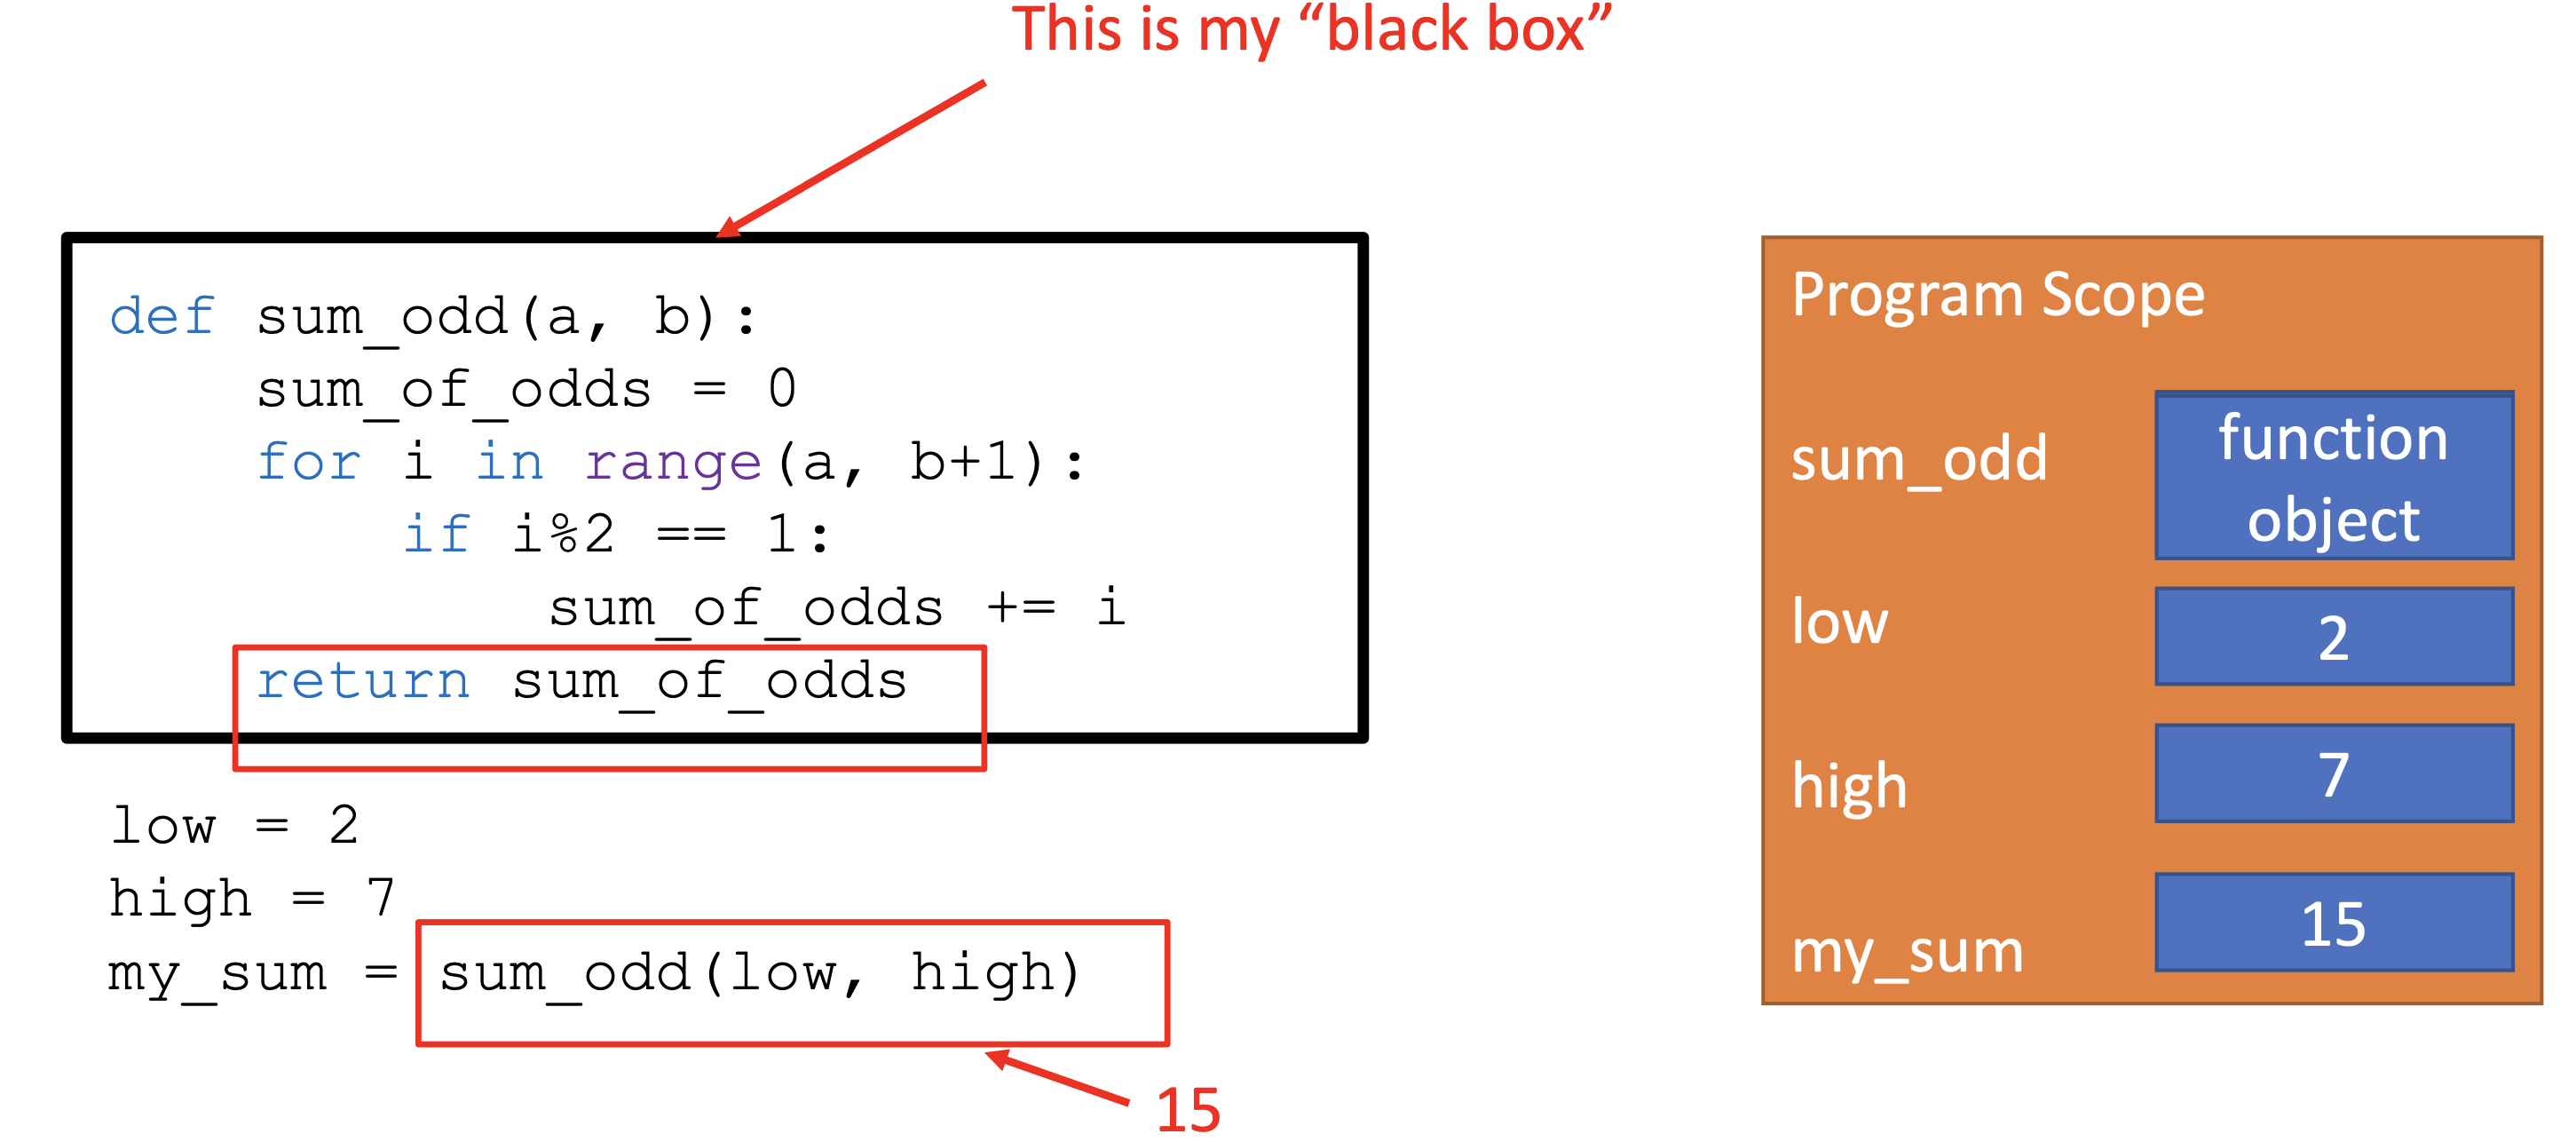 This is my “black box”
def sum_odd(a, b):
    sum_of_odds = 0
    for i in range(a, b+1):
        if i%2 == 1:
            sum_of_odds += i
    return sum_of_odds
low = 2
high = 7
my_sum = sum_odd(low, high)
15
Program Scope
sum_odd
function
object
low
2
high
7
my_sum
15